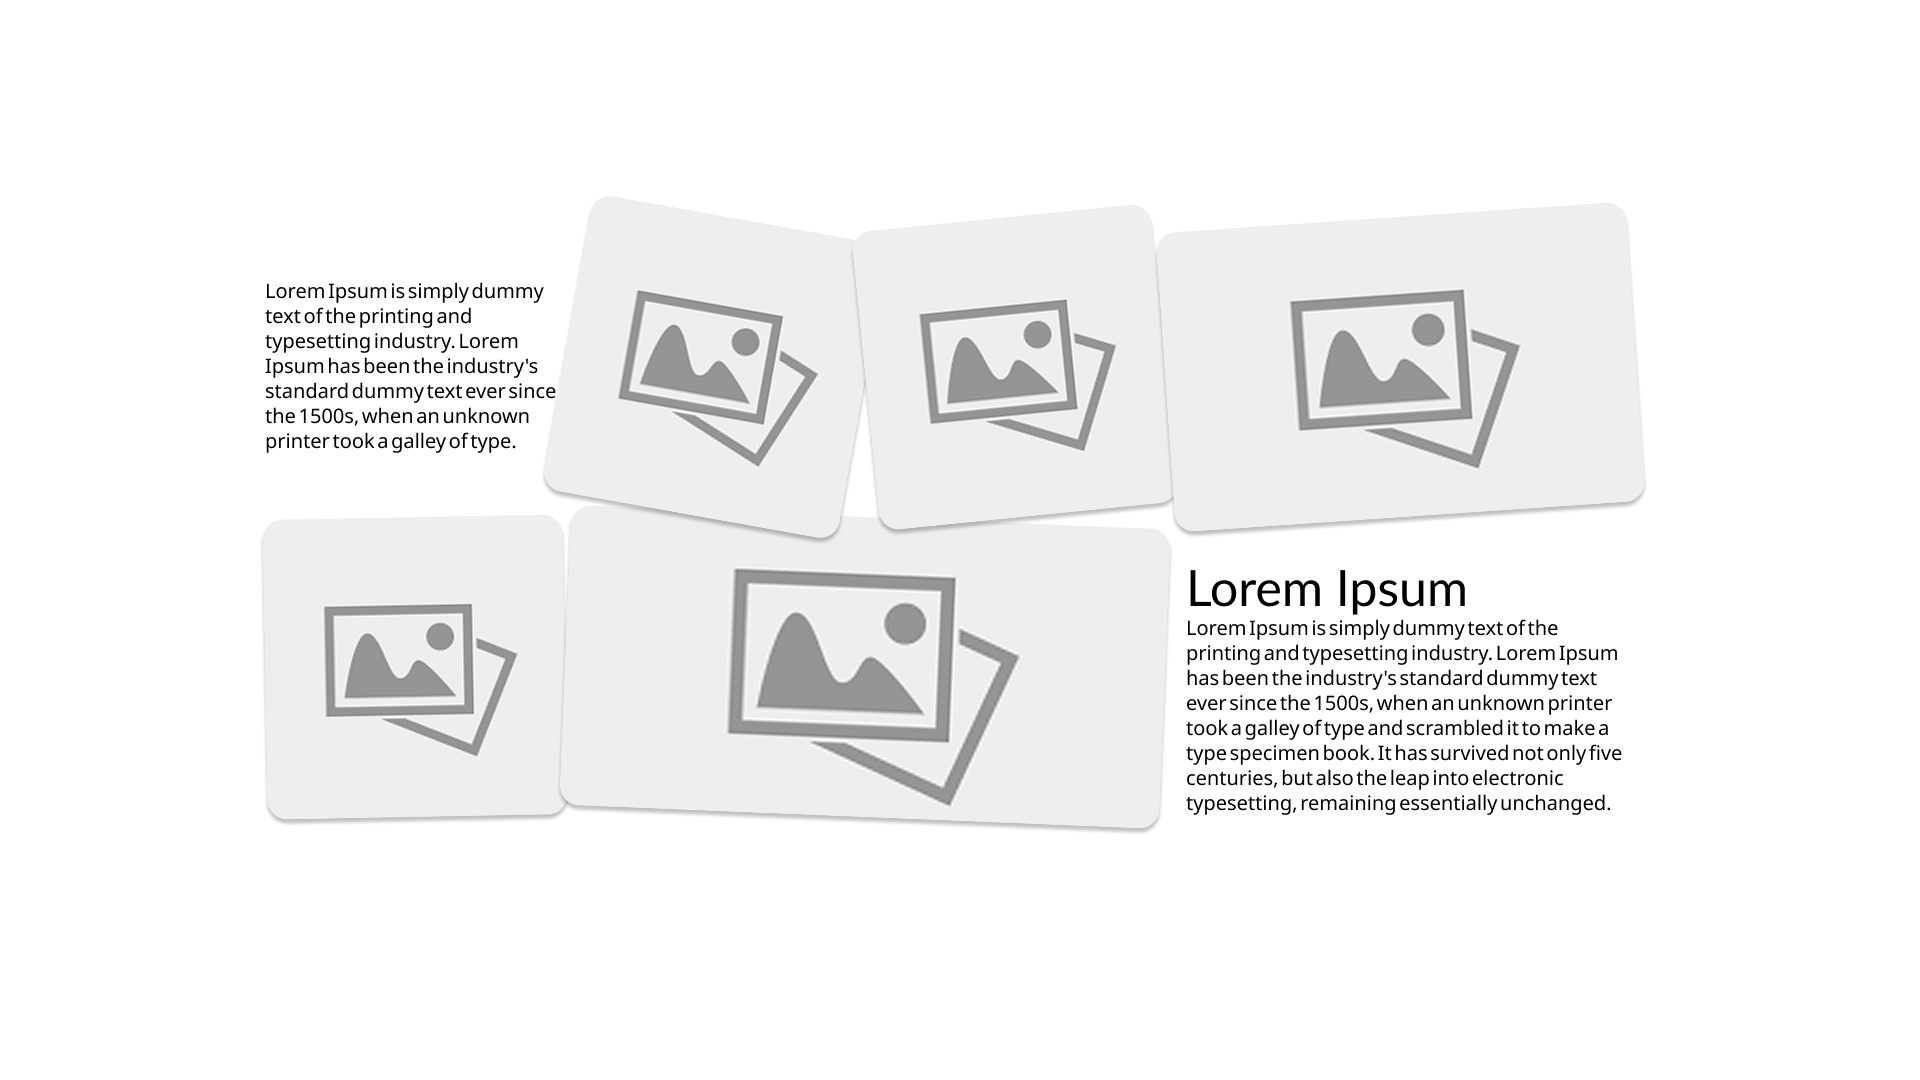 Lorem Ipsum is simply dummy
text of the printing and
typesetting industry. Lorem
Ipsum has been the industry's
standard dummy text ever since
the 1500s, when an unknown
printer took a galley of type.
Lorem Ipsum
Lorem Ipsum is simply dummy text of the
printing and typesetting industry. Lorem Ipsum
has been the industry's standard dummy text
ever since the 1500s, when an unknown printer
took a galley of type and scrambled it to make a
type specimen book. It has survived not only five
centuries, but also the leap into electronic
typesetting, remaining essentially unchanged.